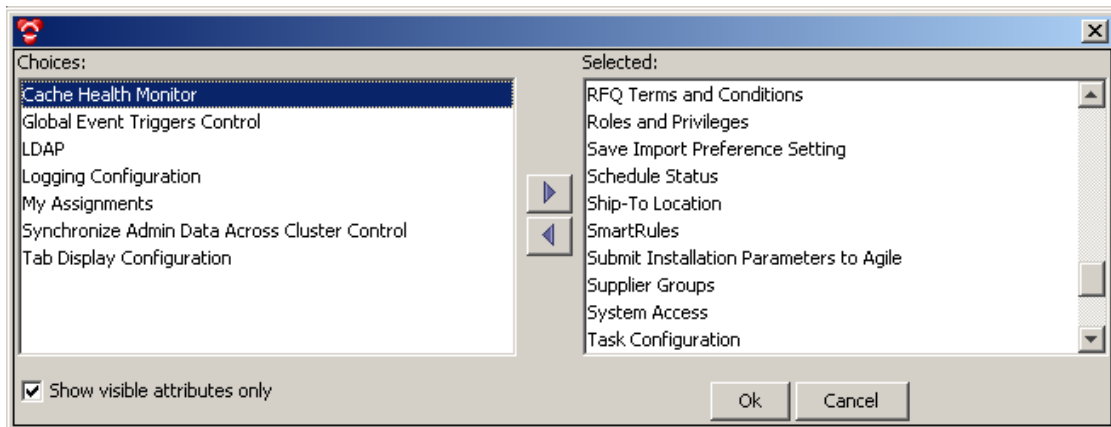 Choices:
Cache Health Monitor
Global Event Triggers Control
LDAP
Logging Configuration
My Assignments
Synchronize Admin Data Across Cluster Control
Tab Display Configuration
Selected:
RFQ Terms and Conditions
Roles and Privileges
Save Import Preference Setting
Schedule Status
Ship-To Location
SmartRules
Submit Installation Parameters to Agile
Supplier Groups
System Access
Task Configuration
Show visible attributes only
Ok
Cancel